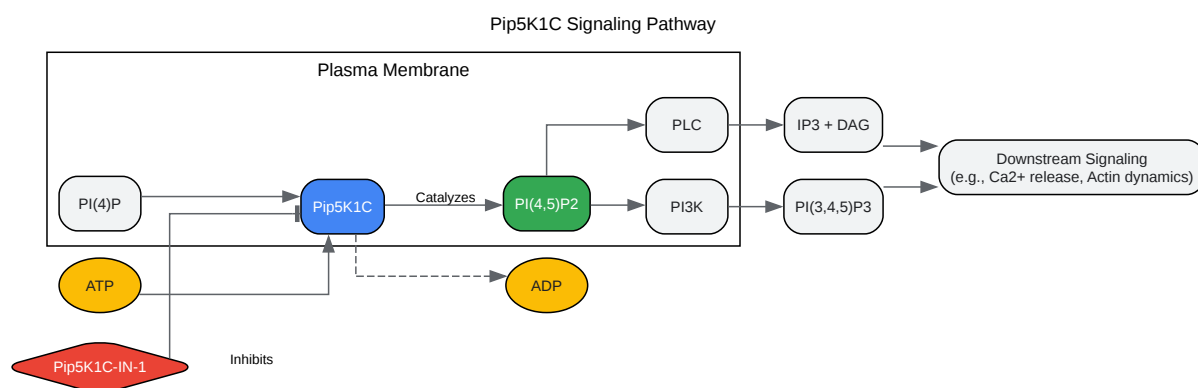 Pip5K1C Signaling Pathway
Plasma Membrane
PLC
IP3 + DAG
Downstream Signaling
(e.g., Ca2+ release, Actin dynamics)
PI(4)P
Pip5K1C
Catalyzes
PI(4,5)P2
PI3K
PI(3,4,5)P3
ATP
ADP
Pip5K1C-IN-1
Inhibits